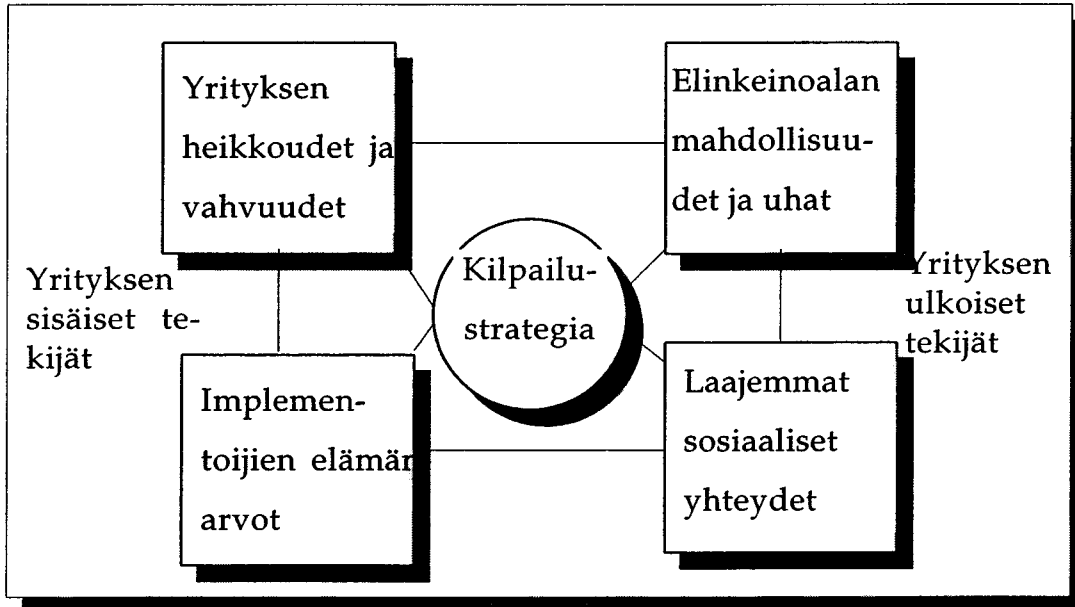 Yrityksen
heikkoudet ja
vahvuudet
Elinkeinoalan
mahdollisuu-
det ja uhat
Kilpailu-
strategia
Yrityksen
sisäiset te-
kijät
Yrityksen
ulkoiset
tekijät
Implemen-
toijien elämän
arvot
Laajemmat
sosiaaliset
yhteydet